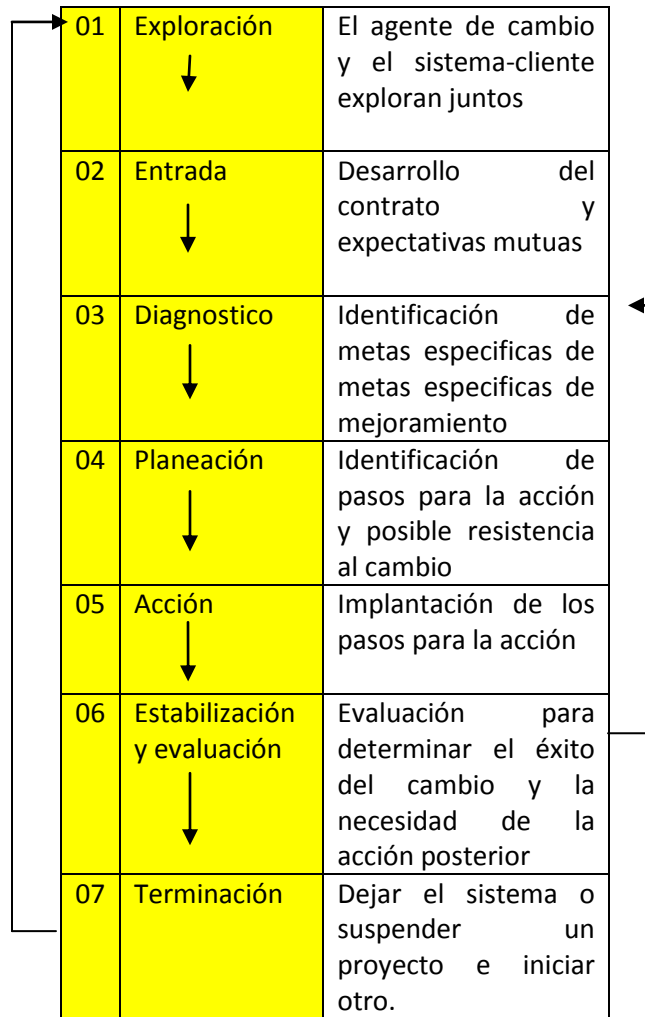 01 Exploración El agente de cambio
y el sistema-cliente
exploran juntos
02 Entrada Desarrollo del
contrato y
expectativas mutuas
03 Diagnostico Identificación de
metas especificas de
metas especificas de
mejoramiento
04 Planeación Identificación de
pasos para la acción
y posible resistencia
al cambio
05 Acción Implantación de los
pasos para la acción
06 Estabilización Evaluación para
y evaluación determinar el éxito
del cambio y la
necesidad de la
acción posterior
07 Terminación Dejar el sistema o
suspender un
proyecto e iniciar
otro.